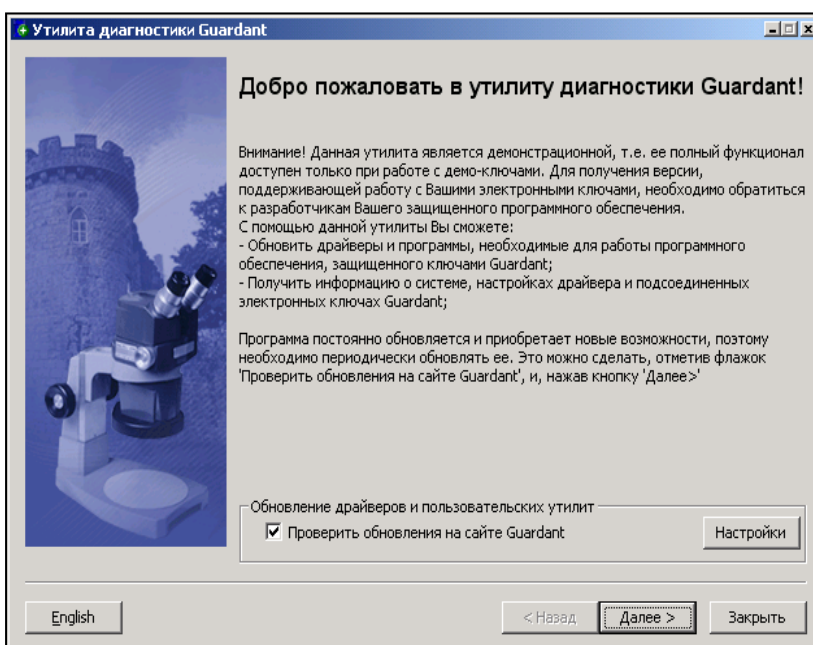 Утилита диагностики Guardant
Добро пожаловать в утилиту диагностики Guardant!
Внимание! Данная утилита является демонстрационной, т.е. ее полный функционал
доступен только при работе с демо-ключами. Для получения версии,
поддерживающей работу с Вашими электронными ключами, необходимо обратиться
к разработчикам Вашего защищенного программного обеспечения.
С помощью данной утилиты Вы сможете:
- Обновить драйверы и программы, необходимые для работы программного
обеспечения, защищенного ключами Guardant;
- Получить информацию о системе, настройках драйвера и подсоединенных
электронных ключах Guardant;
Программа постоянно обновляется и приобретает новые возможности, поэтому
необходимо периодически обновлять ее. Это можно сделать, отметив флажок
'Проверить обновления на сайте Guardant', и, нажав кнопку 'Далее>'
Обновление драйверов и пользовательских утилит
Проверить обновления на сайте Guardant
Настройки
English
< Назад
Далее >
Закрыть